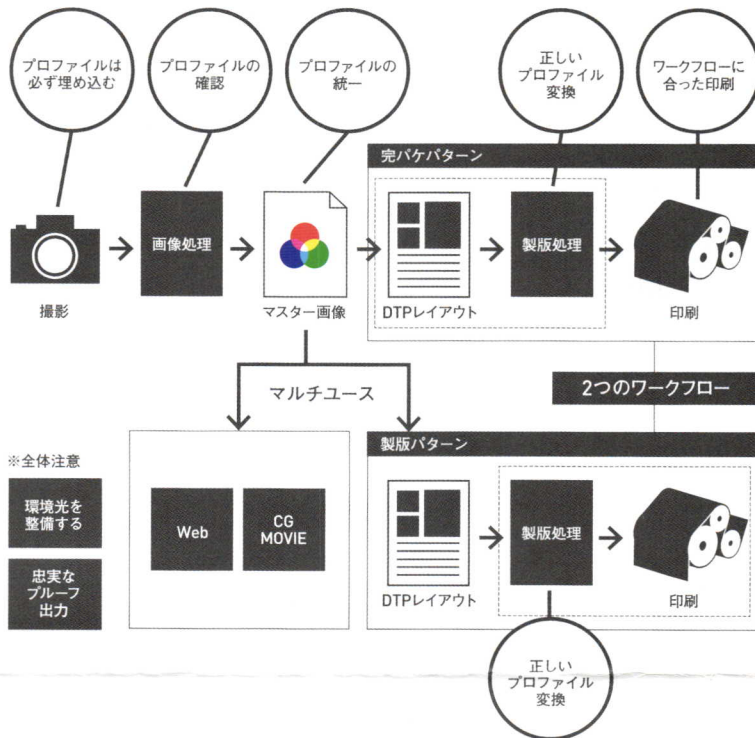 プロファイルは
必ず埋め込む
プロファイルの
確認
プロファイルの
統一
正しい
プロファイル
変換
ワークフローに
合った印刷
完パケパターン
画像処理
製版処理
撮影
マスター画像
DTPレイアウト
印刷
マルチユース
2つのワークフロー
※全体注意
環境光を
整備する
忠実な
プルーフ
出力
Web
CG
MOVIE
製版パターン
製版処理
DTPレイアウト
印刷
正しい
プロファイル
変換